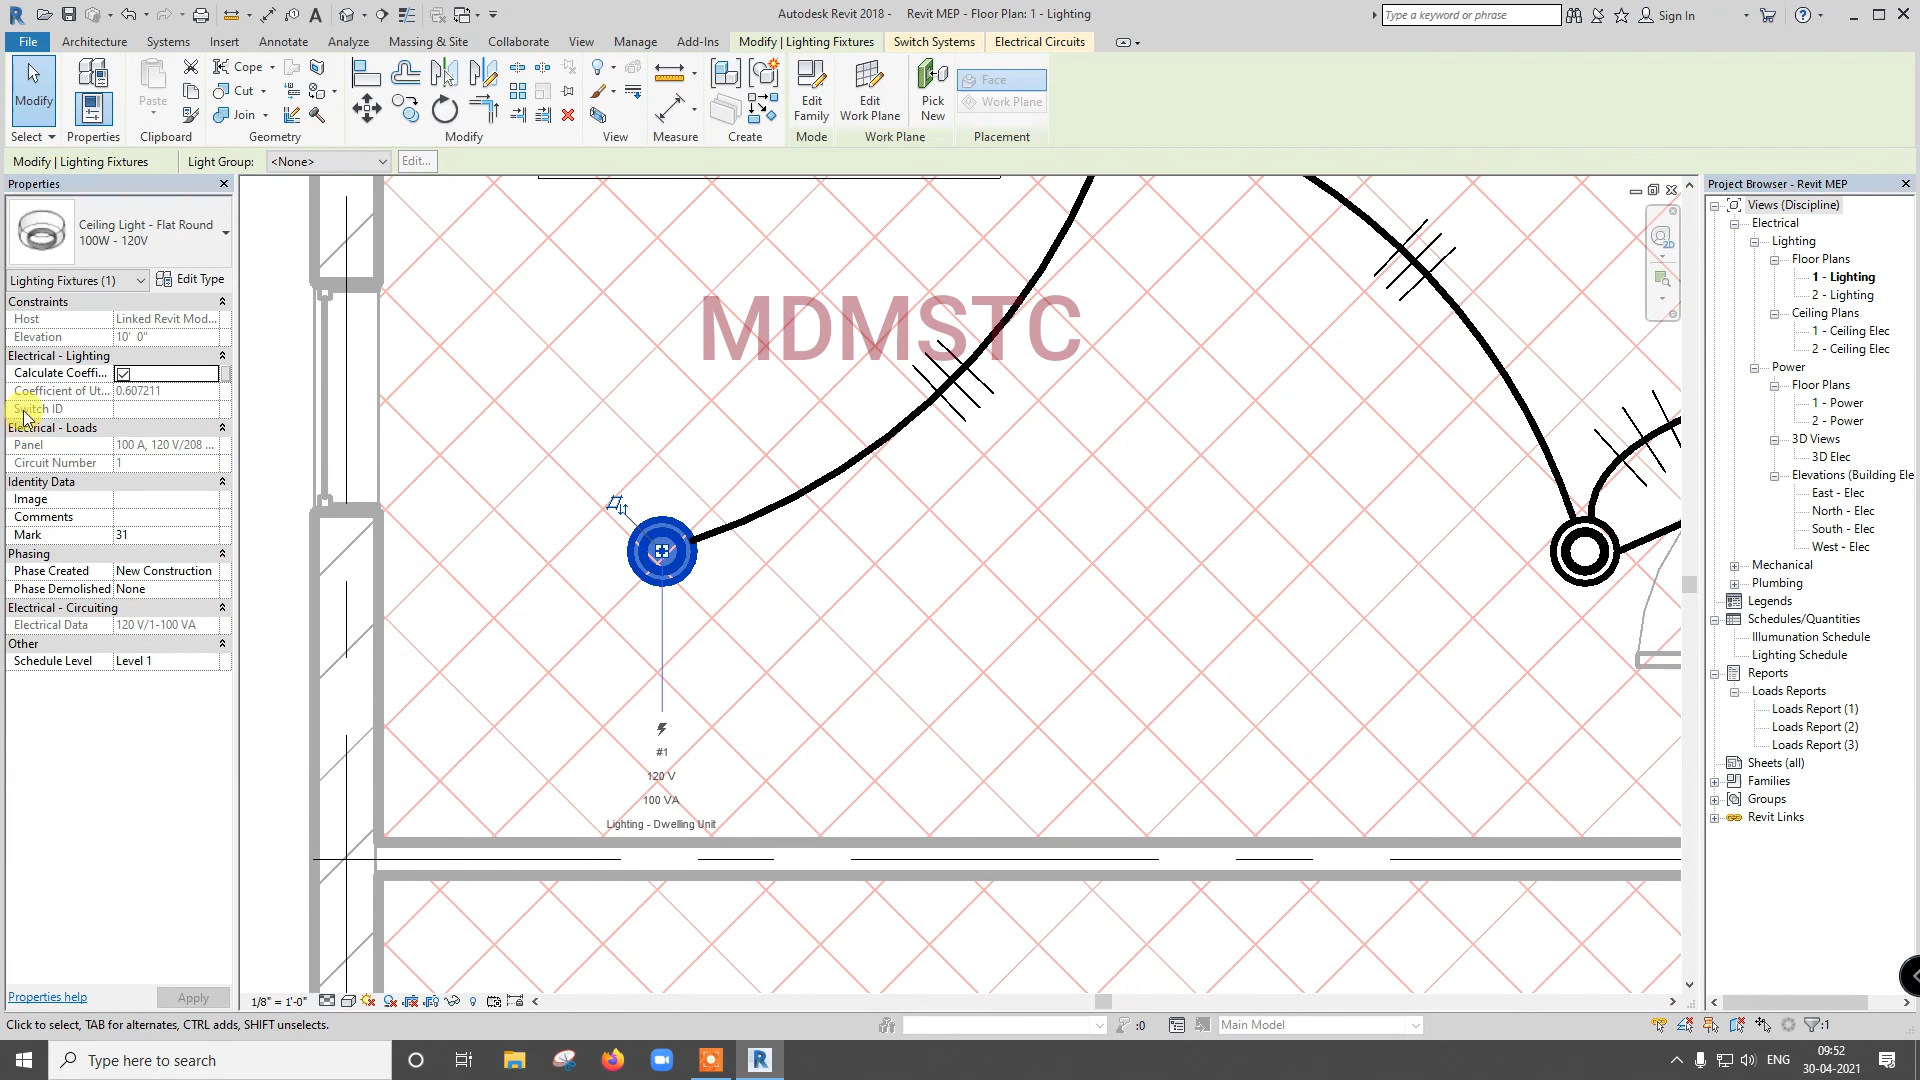 Autodesk Revit 2018 - Revit MEP - Floor Plan: 1 - Lighting
Type a keyword or phrase
Sign In
File Architecture Systems Insert Annotate Analyze Massing & Site Collaborate View Manage Add-Ins Modify | Lighting Fixtures Switch Systems Electrical Circuits
Modify
Paste
Cope
Cut
Join
Edit Family
Edit Work Plane
Pick New
Face
Work Plane
Select Properties Clipboard Geometry Modify View Measure Create Mode Work Plane Placement
Modify | Lighting Fixtures Light Group: <None> Edit...
Properties
Ceiling Light - Flat Round
100W - 120V
Lighting Fixtures (1) Edit Type
Constraints
Host Linked Revit Mod...
Elevation 10' 0"
Electrical - Lighting
Calculate Coeffi...
Coefficient of Ut... 0.607211
Switch ID
Electrical - Loads
Panel 100 A, 120 V/208 ...
Circuit Number 1
Identity Data
Image
Comments
Mark 31
Phasing
Phase Created New Construction
Phase Demolished None
Electrical - Circuiting
Electrical Data 120 V/1-100 VA
Other
Schedule Level Level 1
Properties help Apply
MDMSTC
#1
120 V
100 VA
Lighting - Dwelling Unit
2D
1/8" = 1'-0"
Project Browser - Revit MEP
Views (Discipline)
Electrical
Lighting
Floor Plans
1 - Lighting
2 - Lighting
Ceiling Plans
1 - Ceiling Elec
2 - Ceiling Elec
Power
Floor Plans
1 - Power
2 - Power
3D Views
3D Elec
Elevations (Building Ele
East - Elec
North - Elec
South - Elec
West - Elec
Mechanical
Plumbing
Legends
Schedules/Quantities
Illumunation Schedule
Lighting Schedule
Reports
Loads Reports
Loads Report (1)
Loads Report (2)
Loads Report (3)
Sheets (all)
Families
Groups
Revit Links
Click to select, TAB for alternates, CTRL adds, SHIFT unselects.
:0
Main Model
:1
Type here to search
ENG
09:52
30-04-2021